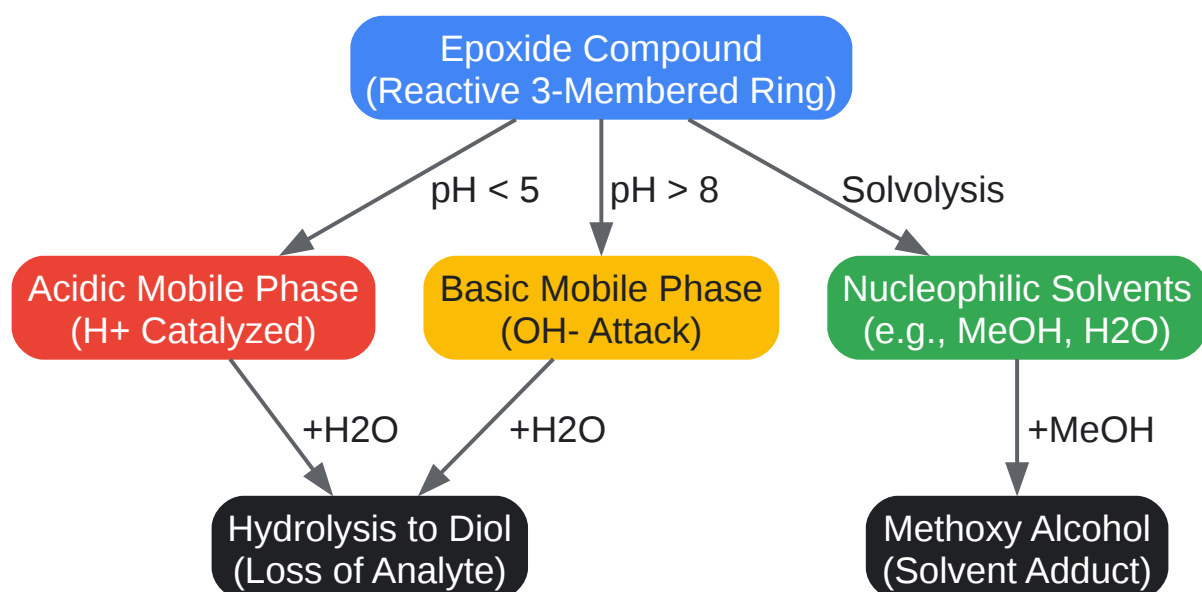 Epoxide Compound
(Reactive 3-Membered Ring)
pH < 5
pH > 8
Solvolysis
Acidic Mobile Phase
(H+ Catalyzed)
Basic Mobile Phase
(OH- Attack)
Nucleophilic Solvents
(e.g., MeOH, H2O)
+H2O
+H2O
+MeOH
Hydrolysis to Diol
(Loss of Analyte)
Methoxy Alcohol
(Solvent Adduct)